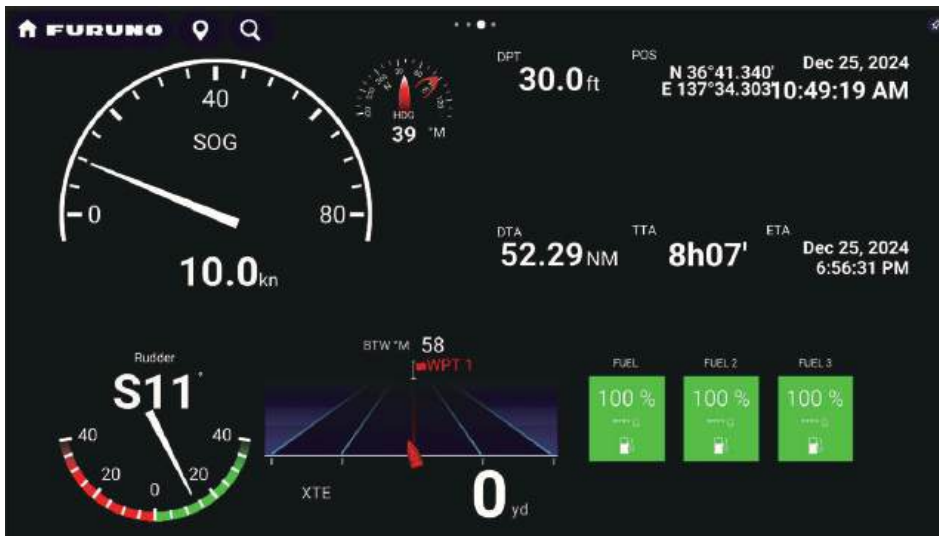 FURUNO
40
SOG
0
80
10.0kn
HDG
39 °M
DPT
30.0ft
POS
N 36°41.340'
E 137°34.303'
Dec 25, 2024
10:49:19 AM
DTA
52.29NM
TTA
8h07'
ETA
Dec 25, 2024
6:56:31 PM
Rudder
S11°
40 40
20 20
0
BTW °M 58
WPT 1
XTE
0 yd
FUEL
100 %
FUEL 2
100 %
FUEL 3
100 %